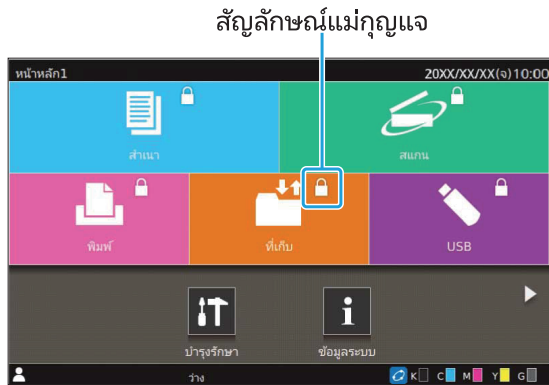 สัญลักษณ์แม่กุญแจ
หน้าหลัก1
20XX/XX/XX(จ)10:00
สำเนา
สแกน
พิมพ์
ที่เก็บ
USB
บำรุงรักษา
ข้อมูลระบบ
ว่าง
K C M Y G